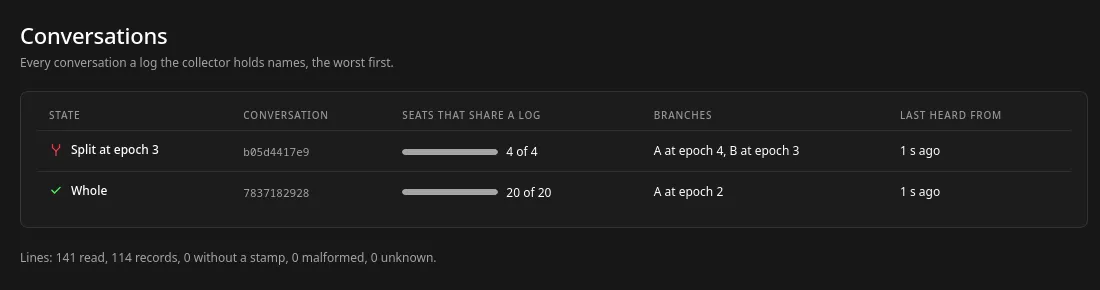 Conversations
Every conversation a log the collector holds names, the worst first.
STATE CONVERSATION SEATS THAT SHARE A LOG BRANCHES LAST HEARD FROM
Split at epoch 3 b05d4417e9 4 of 4 A at epoch 4, B at epoch 3 1 s ago
Whole 7837182928 20 of 20 A at epoch 2 1 s ago
Lines: 141 read, 114 records, 0 without a stamp, 0 malformed, 0 unknown.